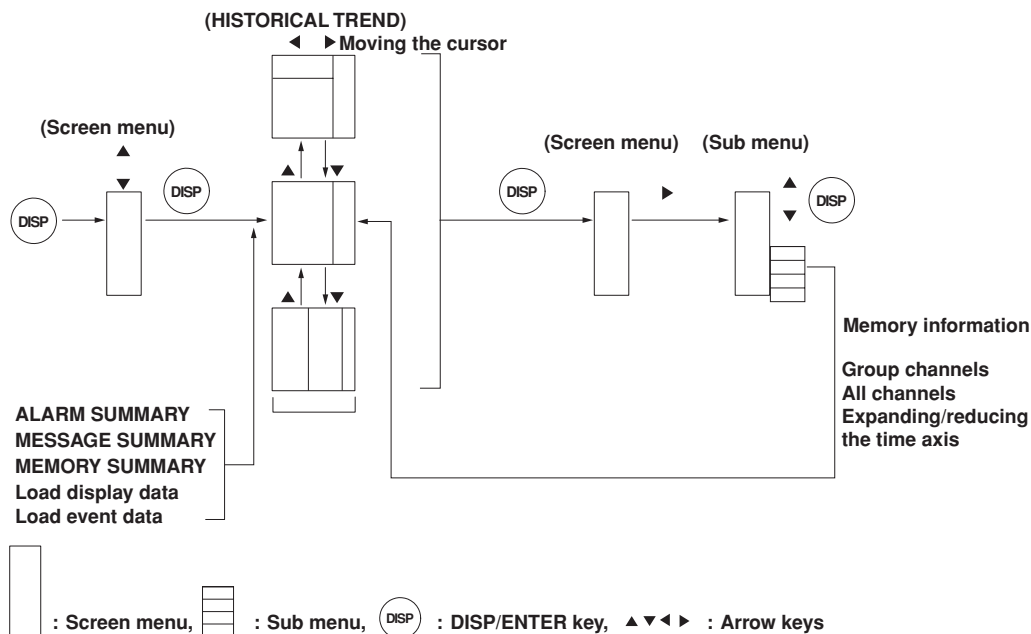 (HISTORICAL TREND)
◄ ► Moving the cursor
(Screen menu)
▲
▼
DISP
DISP
▲ ▼
▲ ▼
DISP
(Screen menu)
►
(Sub menu)
▲
▼
DISP
Memory information
Group channels
All channels
Expanding/reducing
the time axis
ALARM SUMMARY
MESSAGE SUMMARY
MEMORY SUMMARY
Load display data
Load event data
: Screen menu, : Sub menu, DISP : DISP/ENTER key, ▲▼◄ ► : Arrow keys